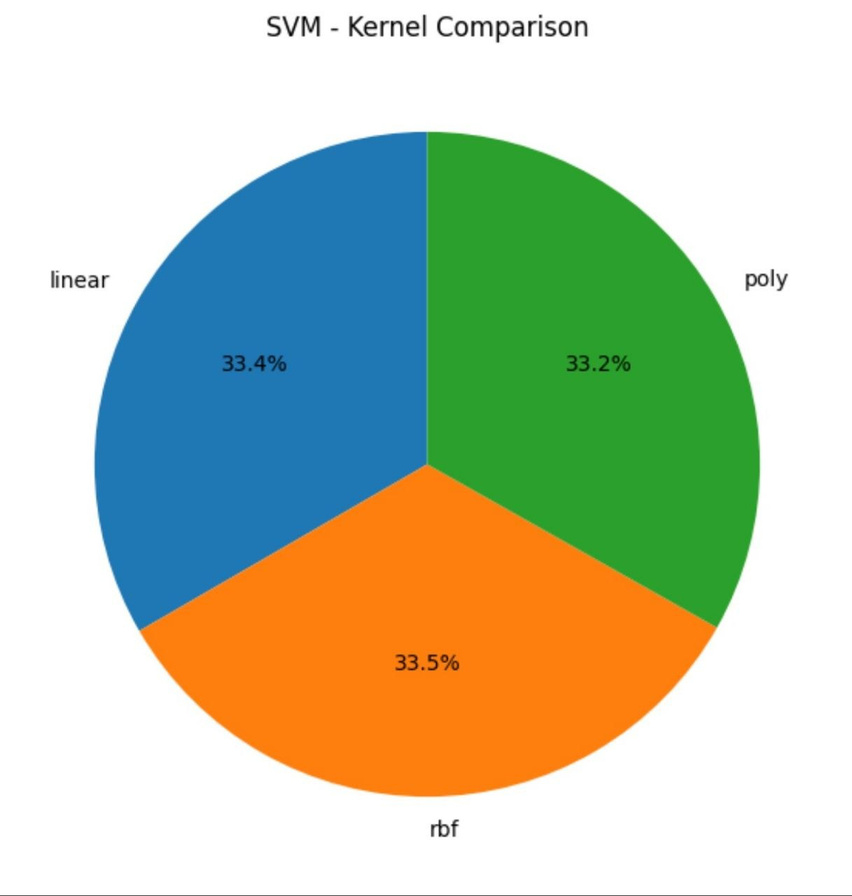 SVM - Kernel Comparison
linear
poly
33.4%
33.2%
33.5%
rbf